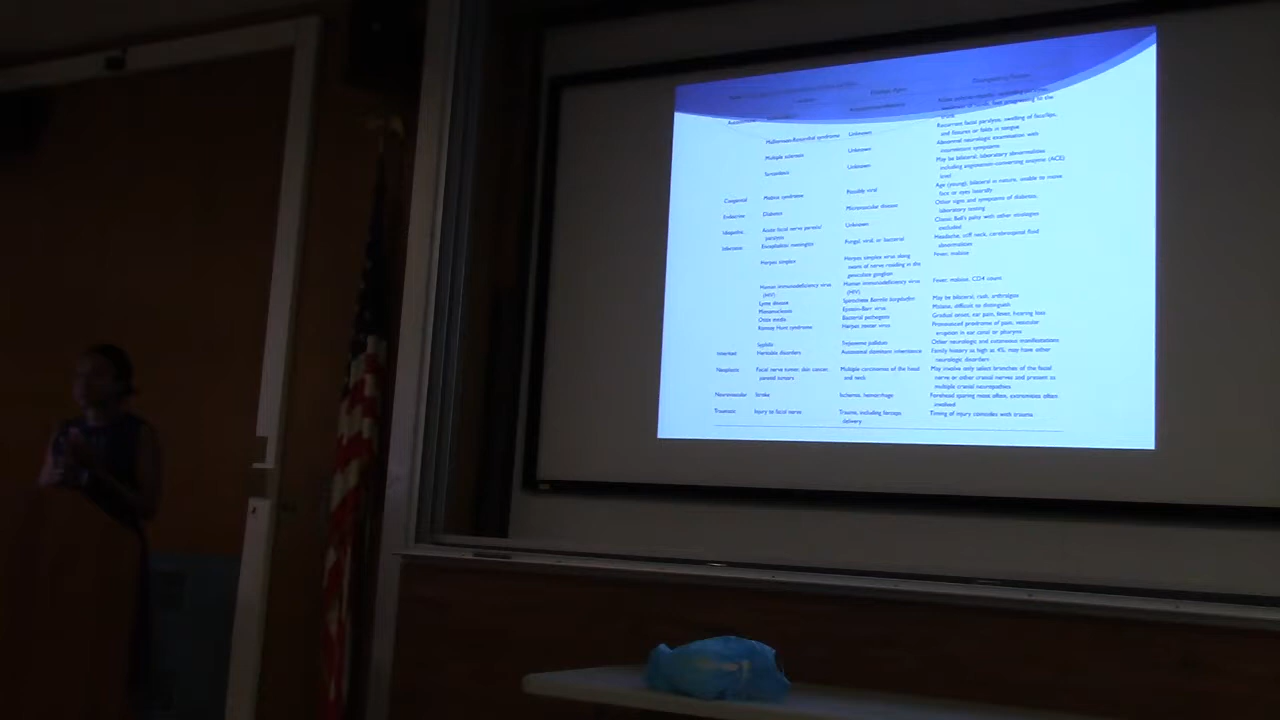 Etiologic Agent
Distinguishing Factors
trunk
Melkersson-Rosenthal syndrome Unknown Recurrent facial paralysis, swelling of face/lips,
and fissures or folds in tongue
Multiple sclerosis Unknown Abnormal neurologic examination with
intermittent symptoms
Sarcoidosis Unknown May be bilateral, laboratory abnormalities
including angiotensin-converting enzyme (ACE)
level
Congenital Mobius syndrome Possibly viral Age (young), bilateral in nature, unable to move
face or eyes laterally
Endocrine Diabetes Microvascular disease Other signs and symptoms of diabetes,
laboratory testing
Idiopathic Acute facial nerve paresis/ Unknown Classic Bell's palsy with other etiologies
paralysis excluded
Infectious Encephalitis/ meningitis Fungal, viral, or bacterial Headache, stiff neck, cerebrospinal fluid
abnormalities
Herpes simplex Herpes simplex virus along Fever, malaise
axons of nerve residing in the
geniculate ganglion
Human immunodeficiency virus Human immunodeficiency virus Fever, malaise, CD4 count
(HIV) (HIV)
Lyme disease Spirochete Borrelia burgdorferi May be bilateral, rash, arthralgias
Mononucleosis Epstein-Barr virus Malaise, difficult to distinguish
Otitis media Bacterial pathogens Gradual onset, ear pain, fever, hearing loss
Ramsay Hunt syndrome Herpes zoster virus Pronounced prodrome of pain, vesicular
eruption in ear canal or pharynx
Syphilis Treponema pallidum Other neurologic and cutaneous manifestations
Inherited Heritable disorders Autosomal dominant inheritance Family history as high as 4%, may have other
neurologic disorders
Neoplastic Facial nerve tumor, skin cancer, Multiple carcinomas of the head May involve only select branches of the facial
parotid tumors and neck nerve or other cranial nerves and present as
multiple cranial neuropathies
Neurovascular Stroke Ischemia, hemorrhage Forehead sparing most often, extremities often
involved
Traumatic Injury to facial nerve Trauma, including forceps Timing of injury coincides with trauma
delivery